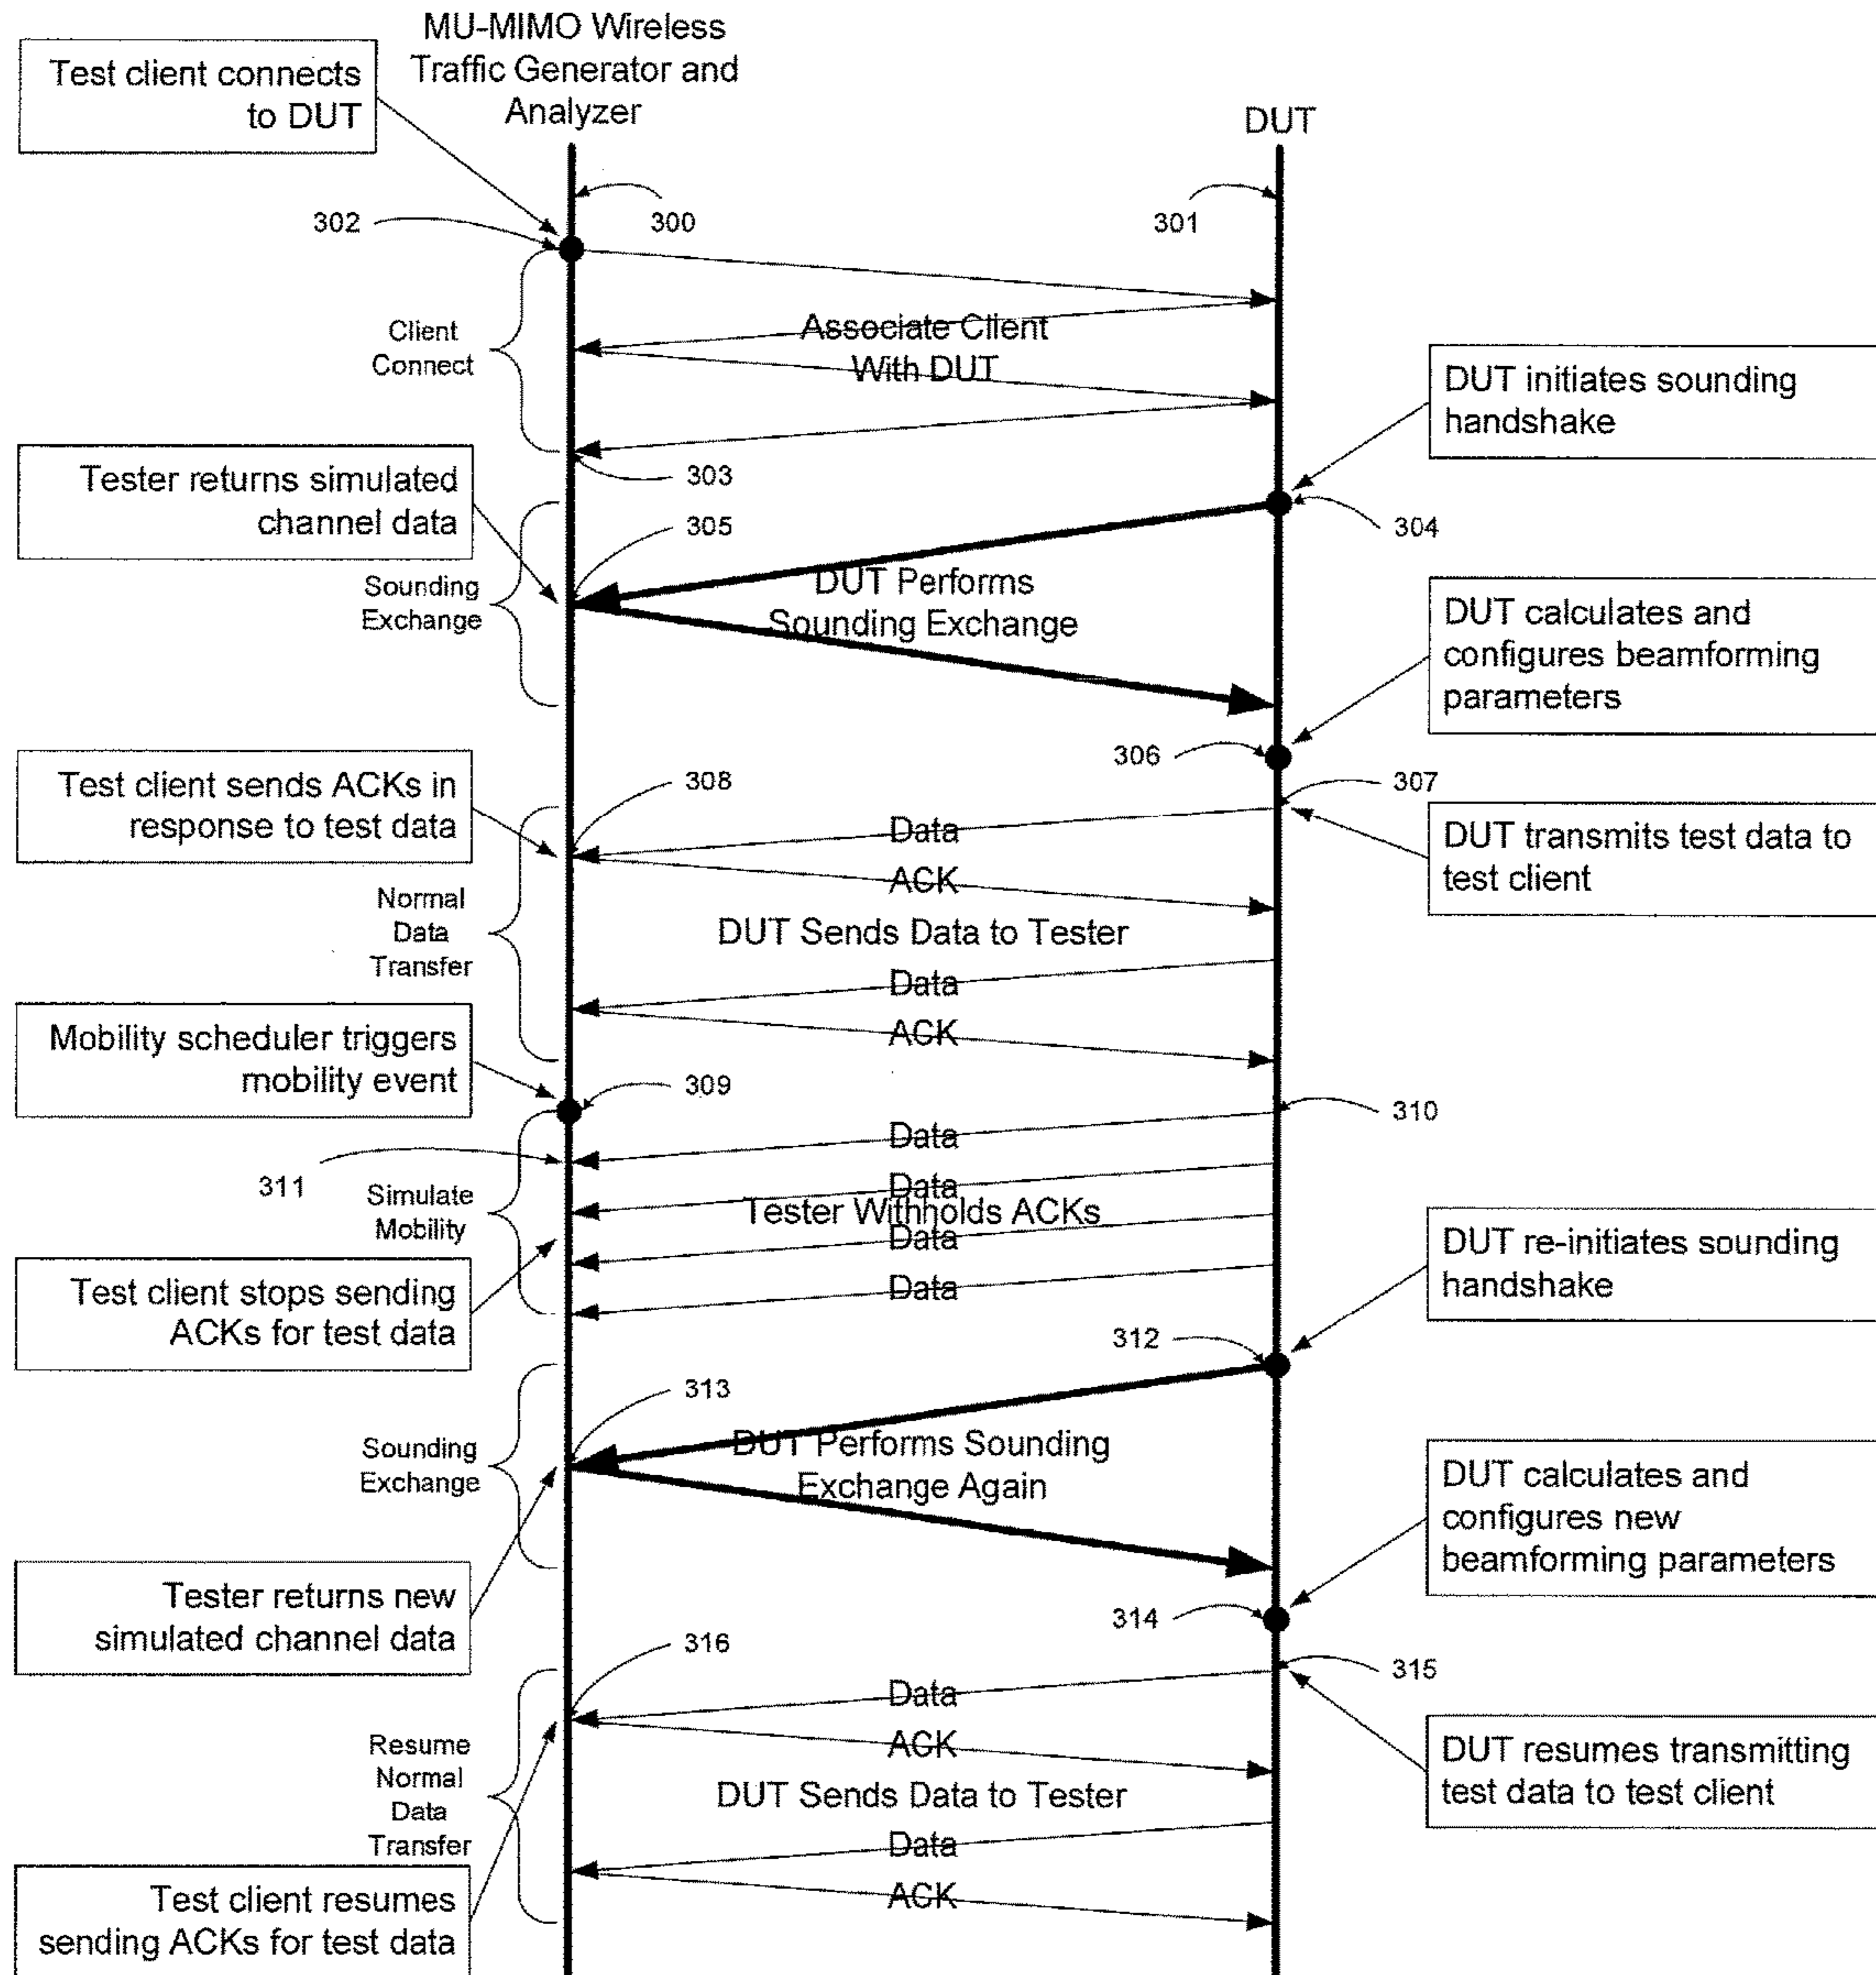 MU-MIMO Wireless
Traffic Generator and
Analyzer
DUT
Test client connects
to DUT
300
301
302
Client
Connect
Associate Client
With DUT
DUT initiates sounding
handshake
303
304
Tester returns simulated
channel data
305
Sounding
Exchange
DUT Performs
Sounding Exchange
DUT calculates and
configures beamforming
parameters
306
307
Test client sends ACKs in
response to test data
308
Data
DUT transmits test data to
test client
ACK
Normal
Data
Transfer
DUT Sends Data to Tester
Data
ACK
Mobility scheduler triggers
mobility event
309
310
Data
311
Simulate
Mobility
Data
Tester Withholds ACKs
Data
DUT re-initiates sounding
handshake
Data
Test client stops sending
ACKs for test data
312
313
Sounding
Exchange
DUT Performs Sounding
Exchange Again
DUT calculates and
configures new
beamforming parameters
Tester returns new
simulated channel data
314
316
315
Data
ACK
Resume
Normal
Data
Transfer
DUT Sends Data to Tester
DUT resumes transmitting
test data to test client
Data
ACK
Test client resumes
sending ACKs for test data